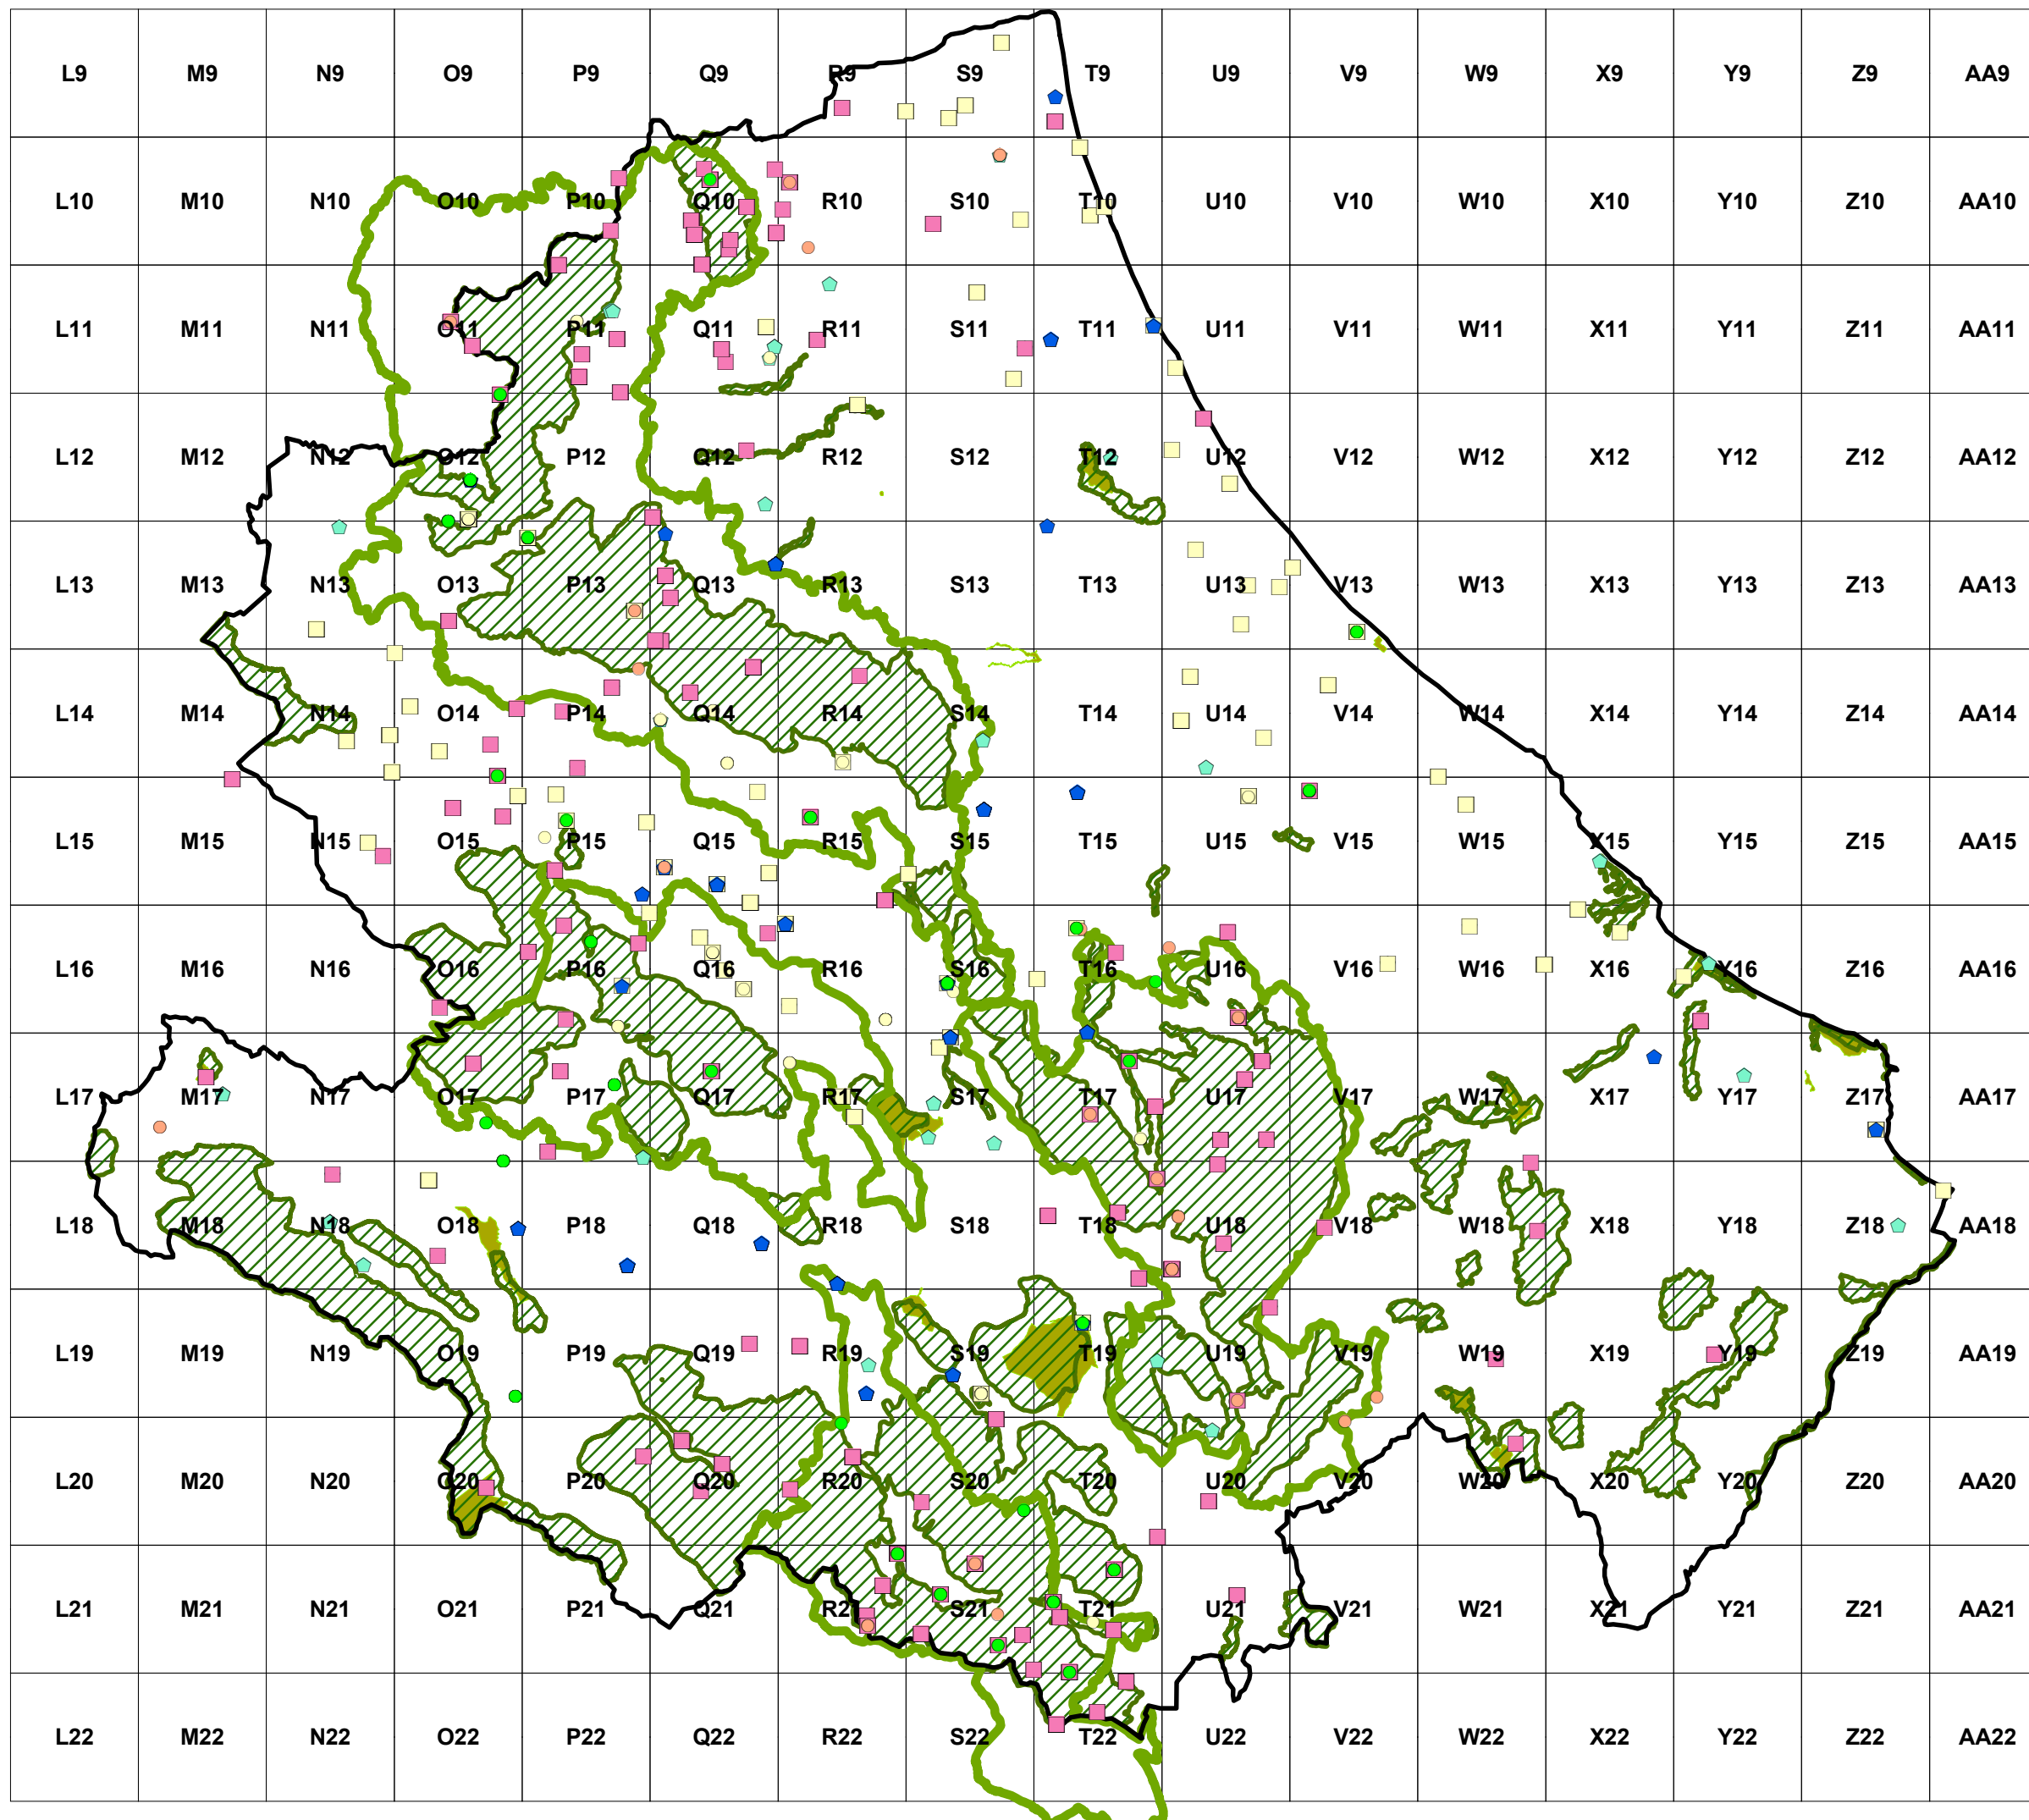 L9 M9 N9 O9 P9 Q9 R9 S9 T9 U9 V9 W9 X9 Y9 Z9 AA9
L10 M10 N10 O10 P10 Q10 R10 S10 T10 U10 V10 W10 X10 Y10 Z10 AA10
L11 M11 N11 O11 P11 Q11 R11 S11 T11 U11 V11 W11 X11 Y11 Z11 AA11
L12 M12 N12 O12 P12 Q12 R12 S12 T12 U12 V12 W12 X12 Y12 Z12 AA12
L13 M13 N13 O13 P13 Q13 R13 S13 T13 U13 V13 W13 X13 Y13 Z13 AA13
L14 M14 N14 O14 P14 Q14 R14 S14 T14 U14 V14 W14 X14 Y14 Z14 AA14
L15 M15 N15 O15 P15 Q15 R15 S15 T15 U15 V15 W15 X15 Y15 Z15 AA15
L16 M16 N16 O16 P16 Q16 R16 S16 T16 U16 V16 W16 X16 Y16 Z16 AA16
L17 M17 N17 O17 P17 Q17 R17 S17 T17 U17 V17 W17 X17 Y17 Z17 AA17
L18 M18 N18 O18 P18 Q18 R18 S18 T18 U18 V18 W18 X18 Y18 Z18 AA18
L19 M19 N19 O19 P19 Q19 R19 S19 T19 U19 V19 W19 X19 Y19 Z19 AA19
L20 M20 N20 O20 P20 Q20 R20 S20 T20 U20 V20 W20 X20 Y20 Z20 AA20
L21 M21 N21 O21 P21 Q21 R21 S21 T21 U21 V21 W21 X21 Y21 Z21 AA21
L22 M22 N22 O22 P22 Q22 R22 S22 T22 U22 V22 W22 X22 Y22 Z22 AA22